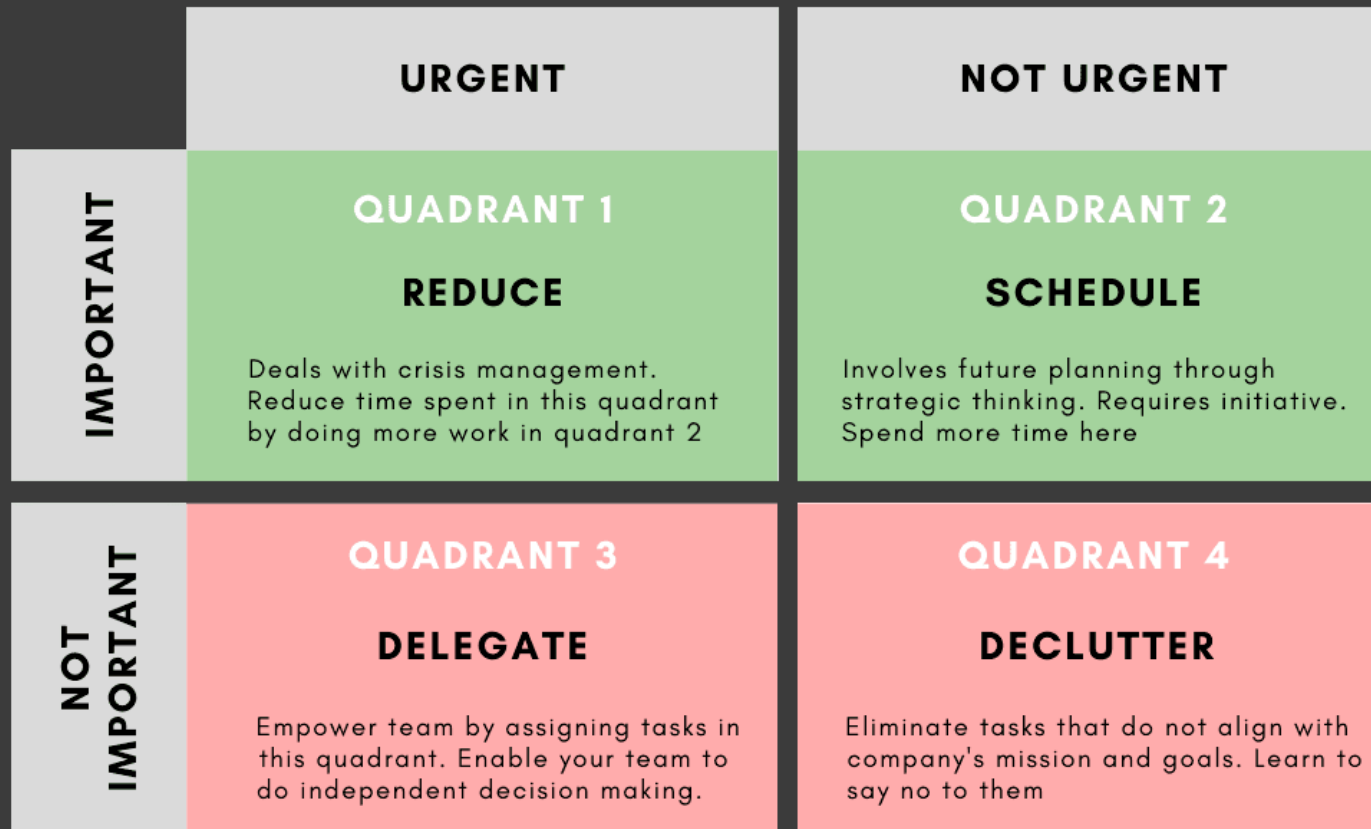 URGENT
NOT URGENT
IMPORTANT
QUADRANT 1
REDUCE
Deals with crisis management.
Reduce time spent in this quadrant
by doing more work in quadrant 2
QUADRANT 2
SCHEDULE
Involves future planning through
strategic thinking. Requires initiative.
Spend more time here
NOT
IMPORTANT
QUADRANT 3
DELEGATE
Empower team by assigning tasks in
this quadrant. Enable your team to
do independent decision making.
QUADRANT 4
DECLUTTER
Eliminate tasks that do not align with
company's mission and goals. Learn to
say no to them